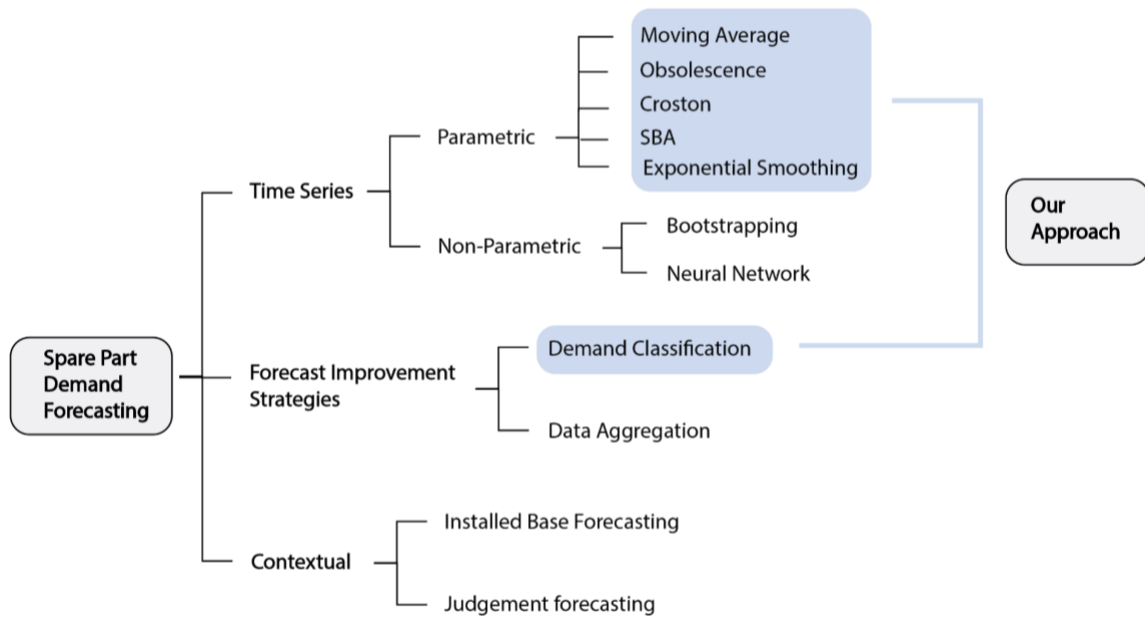 Spare Part
Demand
Forecasting
Time Series
Parametric
Moving Average
Obsolescence
Croston
SBA
Exponential Smoothing
Non-Parametric
Bootstrapping
Neural Network
Forecast Improvement
Strategies
Demand Classification
Data Aggregation
Contextual
Installed Base Forecasting
Judgement forecasting
Our
Approach